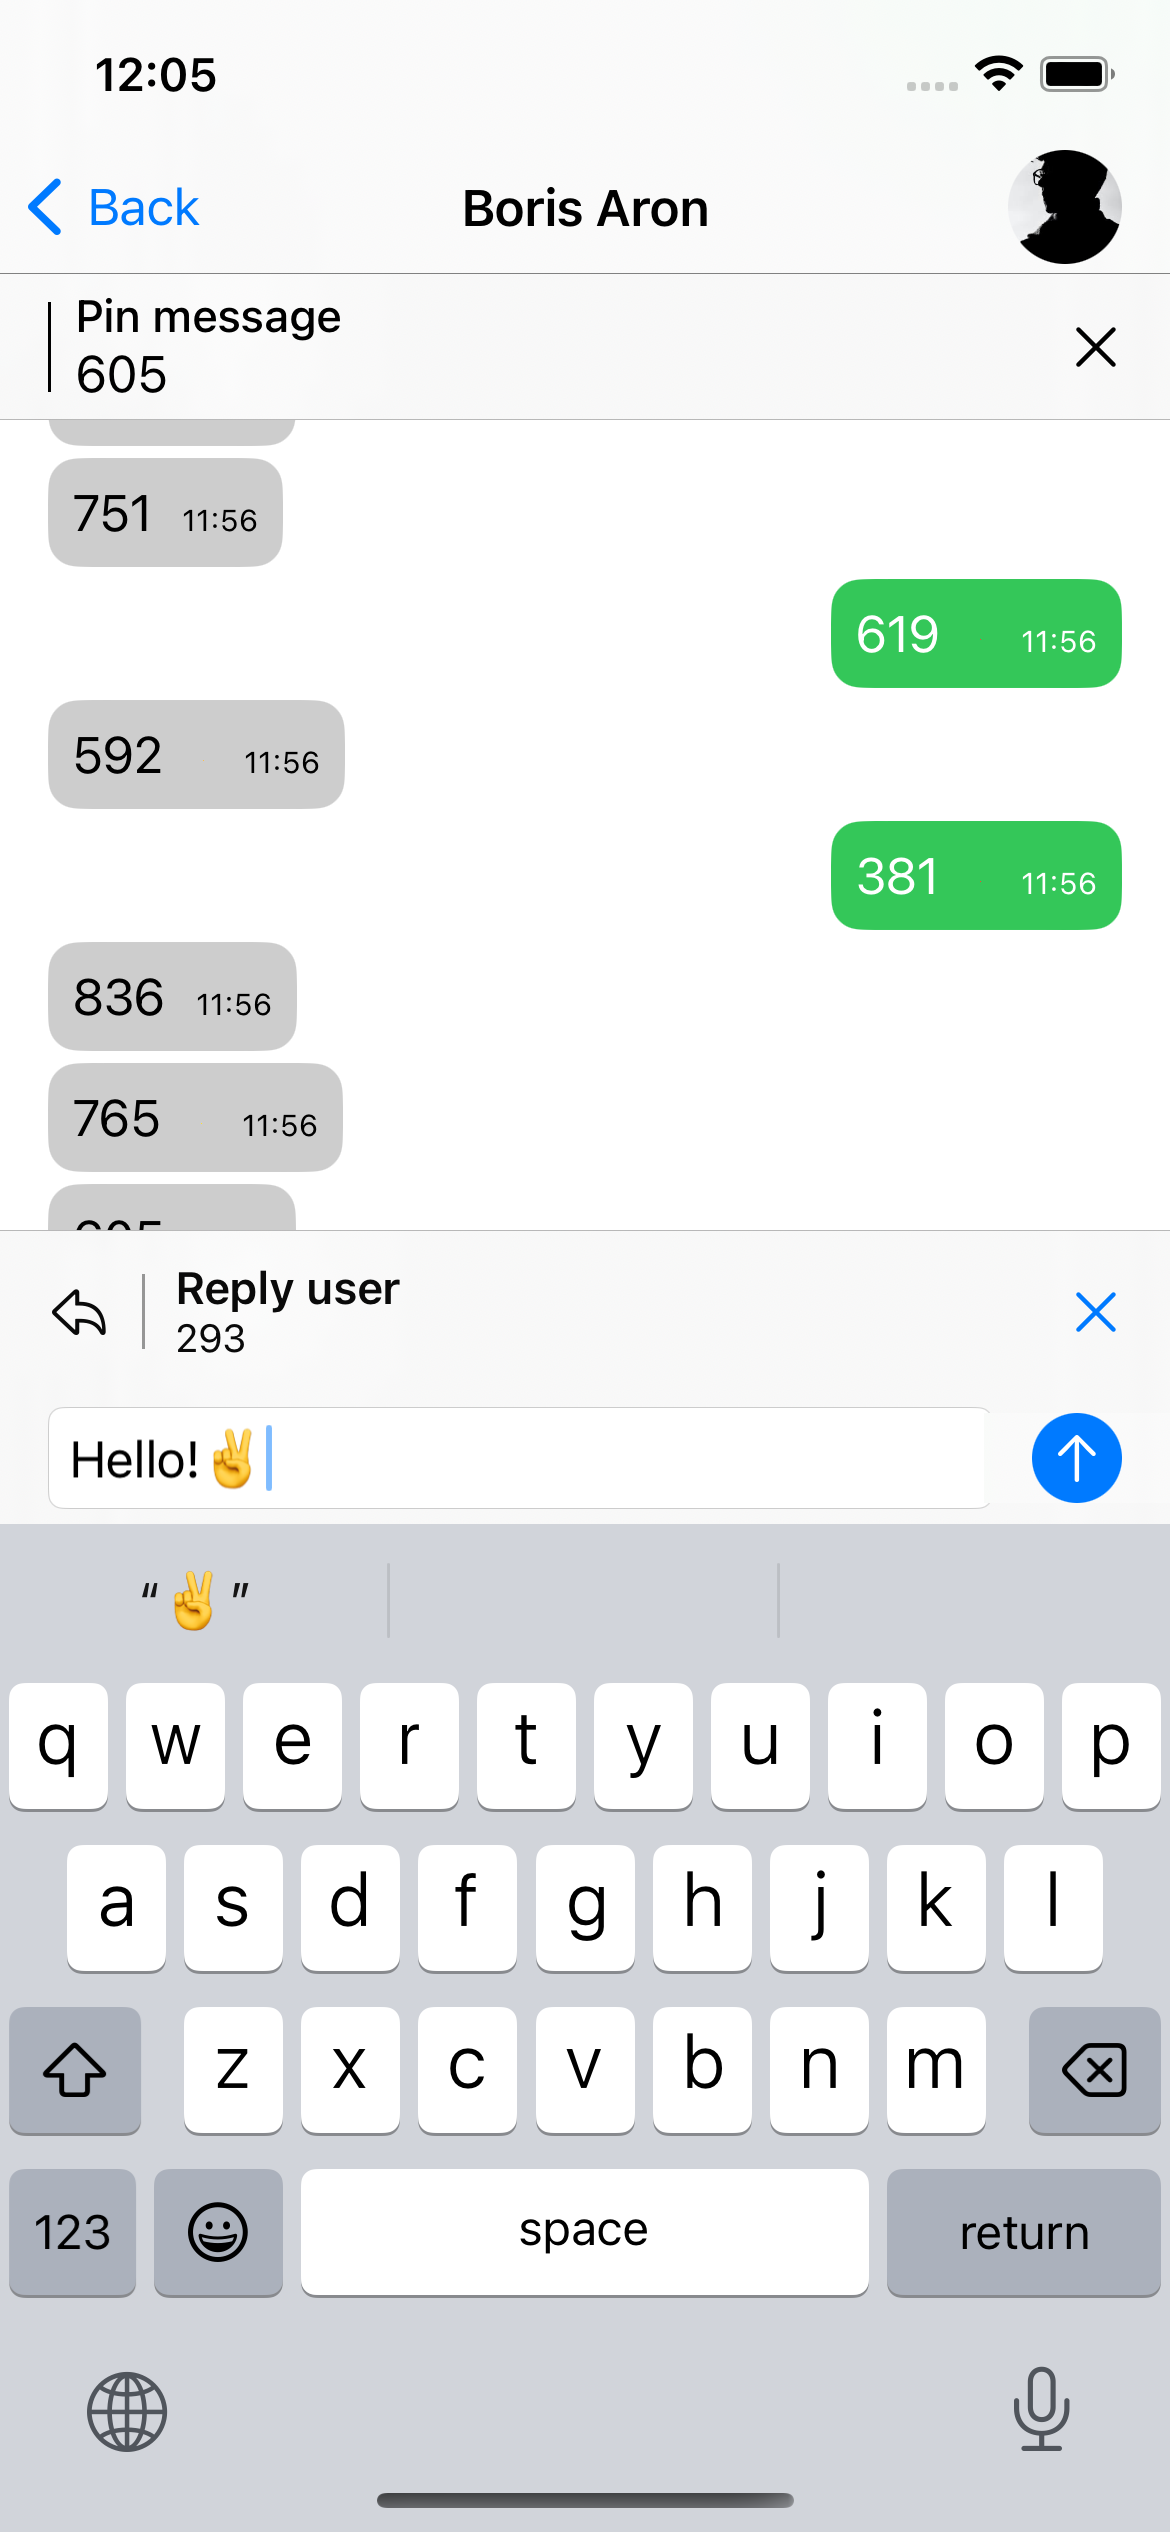 12:05
Back
Boris Aron
Pin message
605
751 11:56
619 11:56
592 11:56
381 11:56
836 11:56
765 11:56
605
Reply user
293
Hello!✌️
“✌️”
q w e r t y u i o p
a s d f g h j k l
z x c v b n m
123 space return